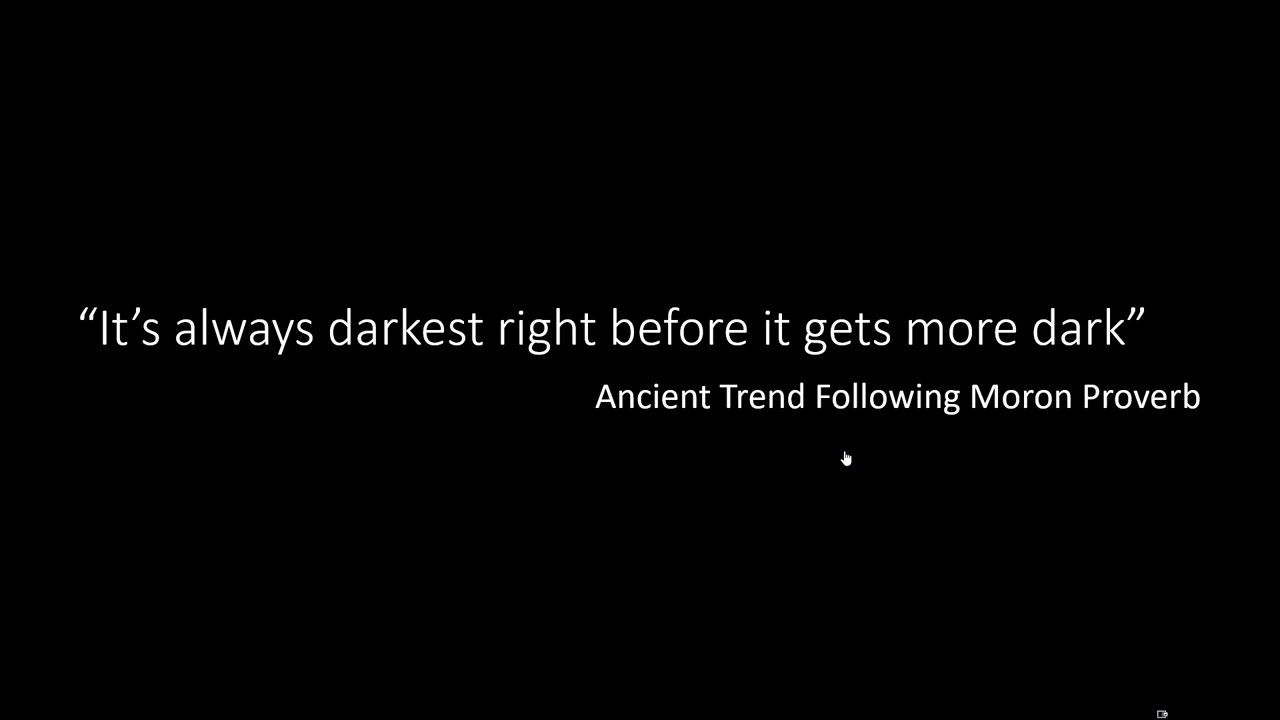 “It’s always darkest right before it gets more dark”
Ancient Trend Following Moron Proverb